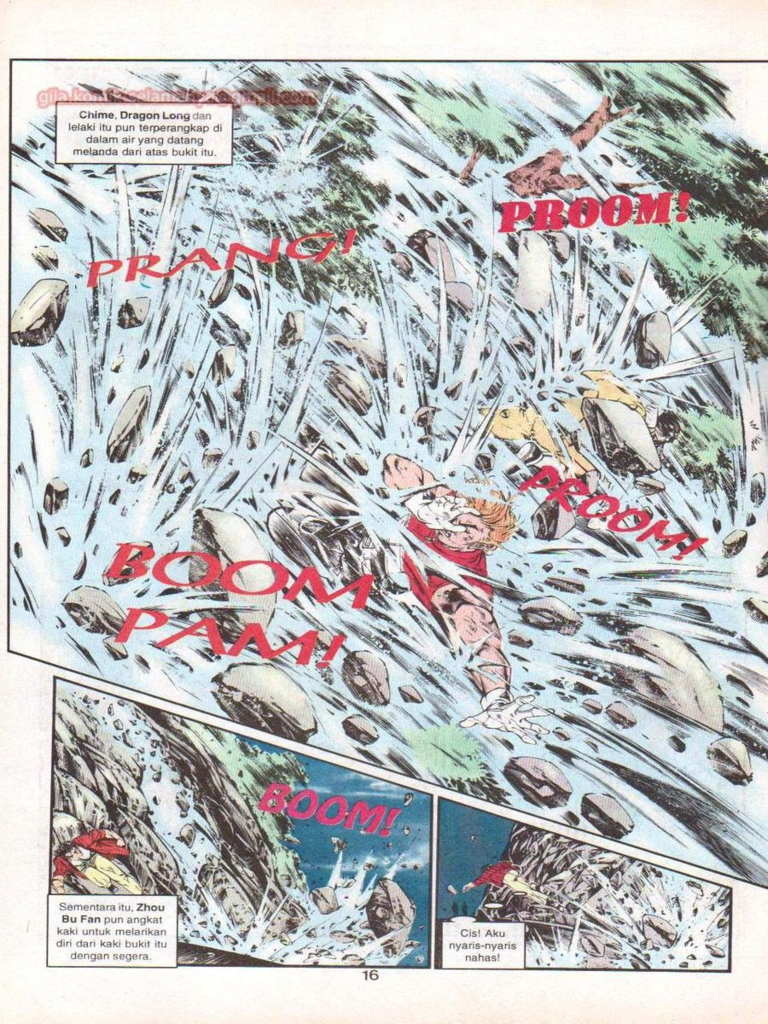 Chime, Dragon Long dan
lelaki itu pun terperangkap di
dalam air yang datang
melanda dari atas bukit itu.
PROOM!
PRANG!
PROOM!
BOOM
PAM!
BOOM!
Sementara itu, Zhou
Bu Fan pun angkat
kaki untuk melarikan
diri dari kaki bukit itu
dengan segera.
Cis! Aku
nyaris-nyaris
nahas!
16